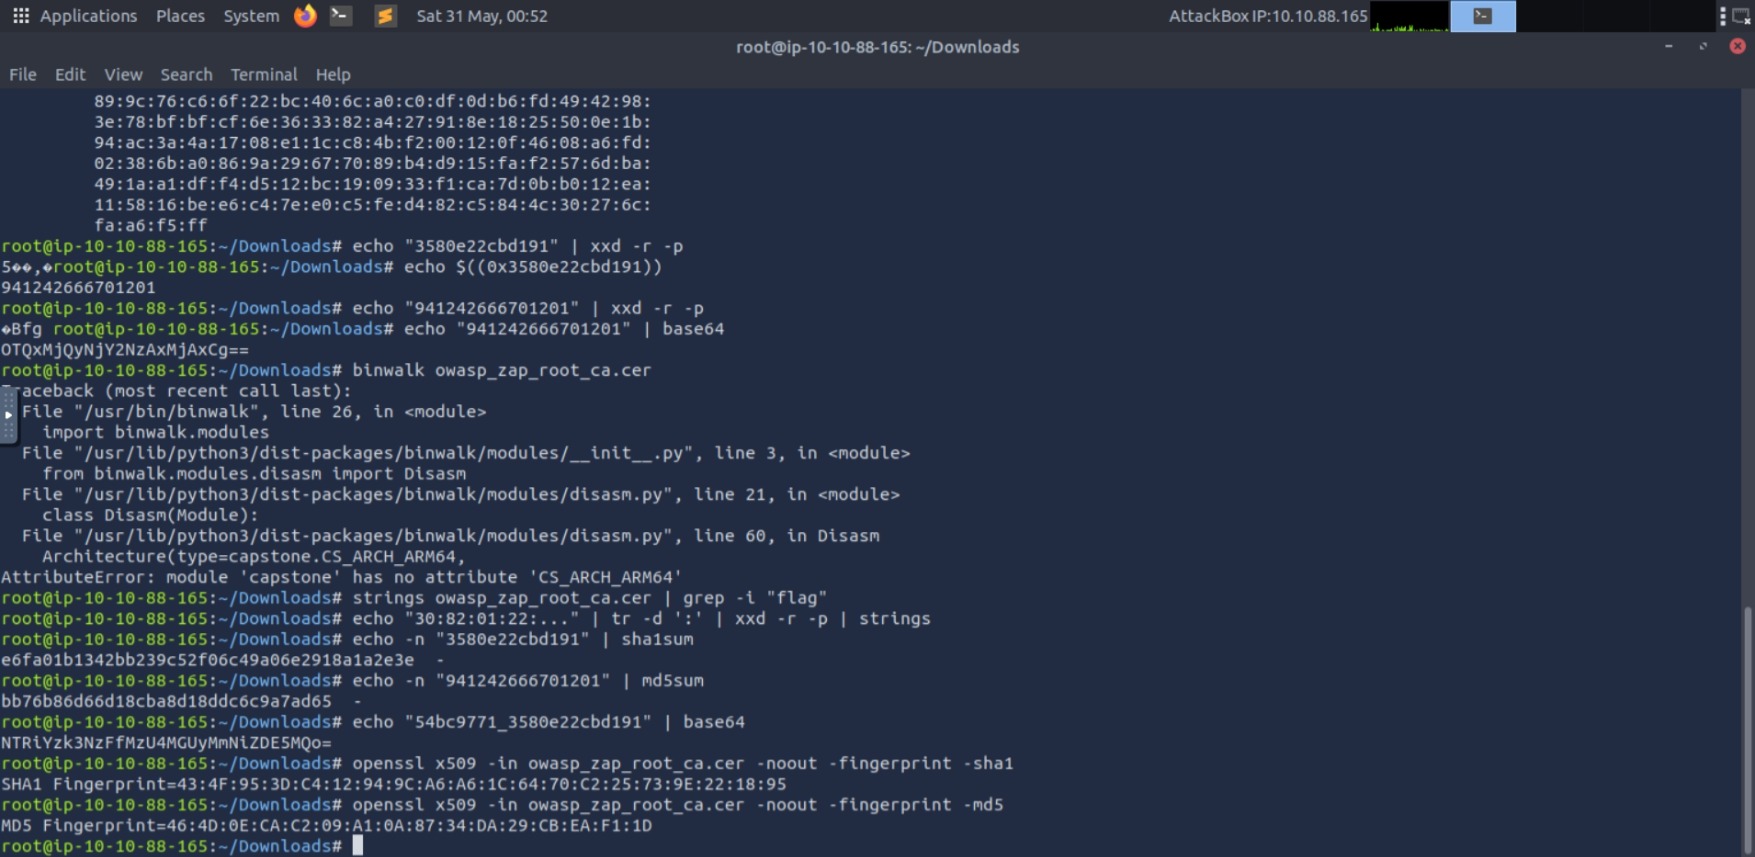 Applications Places System Sat 31 May, 00:52 AttackBox IP:10.10.88.165
root@ip-10-10-88-165: ~/Downloads
File Edit View Search Terminal Help
89:9c:76:c6:6f:22:bc:40:6c:a0:c0:df:0d:b6:fd:49:42:98:
3e:78:bf:bf:cf:6e:36:33:82:a4:27:91:8e:18:25:50:0e:1b:
94:ac:3a:4a:17:08:e1:1c:c8:4b:f2:00:12:0f:46:08:a6:fd:
02:38:6b:a0:86:9a:29:67:70:89:b4:d9:15:fa:f2:57:6d:ba:
49:1a:a1:df:f4:d5:12:bc:19:09:33:f1:ca:7d:0b:b0:12:ea:
11:58:16:be:e6:c4:7e:e0:c5:fe:d4:82:c5:84:4c:30:27:6c:
fa:a6:f5:ff
root@ip-10-10-88-165:~/Downloads# echo "3580e22cbd191" | xxd -r -p
5��,�root@ip-10-10-88-165:~/Downloads# echo $((0x3580e22cbd191))
941242666701201
root@ip-10-10-88-165:~/Downloads# echo "941242666701201" | xxd -r -p
�Bfg root@ip-10-10-88-165:~/Downloads# echo "941242666701201" | base64
OTQxMjQyNjY2NzAxMjAxCg==
root@ip-10-10-88-165:~/Downloads# binwalk owasp_zap_root_ca.cer
Traceback (most recent call last):
File "/usr/bin/binwalk", line 26, in <module>
import binwalk.modules
File "/usr/lib/python3/dist-packages/binwalk/modules/__init__.py", line 3, in <module>
from binwalk.modules.disasm import Disasm
File "/usr/lib/python3/dist-packages/binwalk/modules/disasm.py", line 21, in <module>
class Disasm(Module):
File "/usr/lib/python3/dist-packages/binwalk/modules/disasm.py", line 60, in Disasm
Architecture(type=capstone.CS_ARCH_ARM64,
AttributeError: module 'capstone' has no attribute 'CS_ARCH_ARM64'
root@ip-10-10-88-165:~/Downloads# strings owasp_zap_root_ca.cer | grep -i "flag"
root@ip-10-10-88-165:~/Downloads# echo "30:82:01:22:..." | tr -d ':' | xxd -r -p | strings
root@ip-10-10-88-165:~/Downloads# echo -n "3580e22cbd191" | sha1sum
e6fa01b1342bb239c52f06c49a06e2918a1a2e3e  -
root@ip-10-10-88-165:~/Downloads# echo -n "941242666701201" | md5sum
bb76b86d66d18cba8d18ddc6c9a7ad65  -
root@ip-10-10-88-165:~/Downloads# echo "54bc9771_3580e22cbd191" | base64
NTRiYzk3NzFfMzU4MGUyMmNiZDE5MQo=
root@ip-10-10-88-165:~/Downloads# openssl x509 -in owasp_zap_root_ca.cer -noout -fingerprint -sha1
SHA1 Fingerprint=43:4F:95:3D:C4:12:94:9C:A6:A6:1C:64:70:C2:25:73:9E:22:18:95
root@ip-10-10-88-165:~/Downloads# openssl x509 -in owasp_zap_root_ca.cer -noout -fingerprint -md5
MD5 Fingerprint=46:4D:0E:CA:C2:09:A1:0A:87:34:DA:29:CB:EA:F1:1D
root@ip-10-10-88-165:~/Downloads#